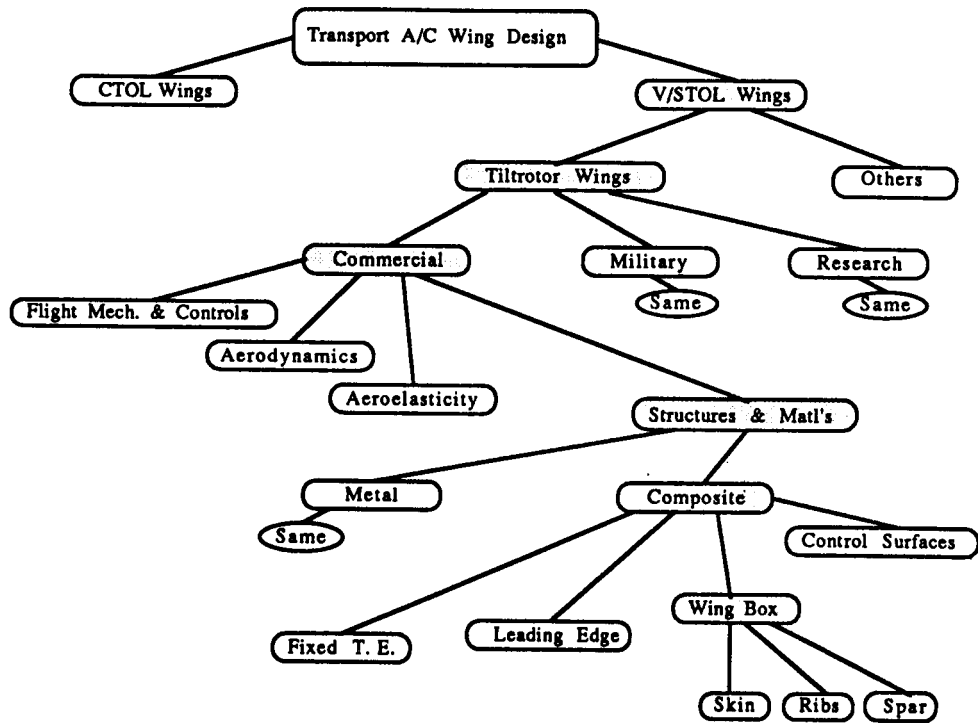 Transport A/C Wing Design
CTOL Wings
V/STOL Wings
Tiltrotor Wings
Others
Commercial
Military
Research
Same
Same
Flight Mech. & Controls
Aerodynamics
Aeroelasticity
Structures & Matl's
Metal
Composite
Same
Control Surfaces
Wing Box
Fixed T. E.
Leading Edge
Skin
Ribs
Spar